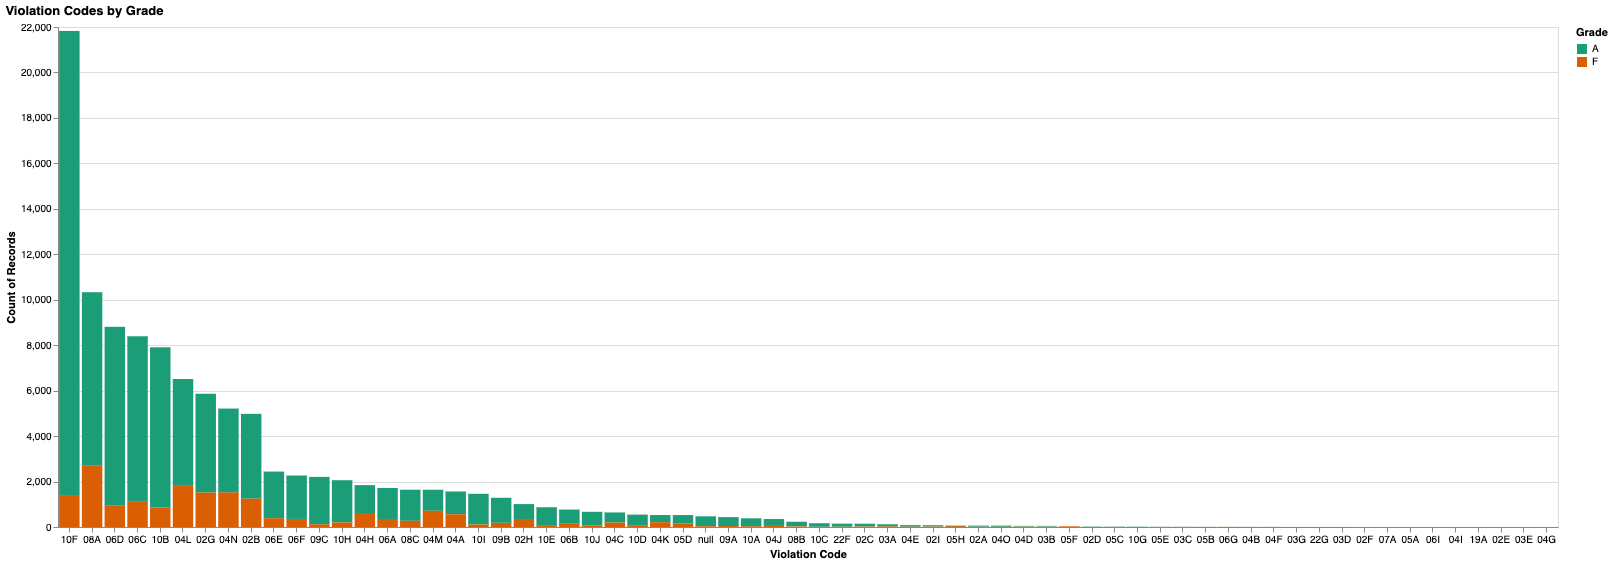 Violation Codes by Grade
22,000
20,000
18,000
16,000
14,000
12,000
10,000
8,000
6,000
4,000
2,000
0
Count of Records
10F 08A 06D 06C 10B 04L 02G 04N 02B 06E 06F 09C 10H 04H 06A 08C 04M 04A 10I 09B 02H 10E 06B 10J 04C 10D 04K 05D null 09A 10A 04J 08B 10C 22F 02C 03A 04E 02I 05H 02A 04O 04D 03B 05F 02D 05C 10G 05E 03C 05B 06G 04B 04F 03G 22G 03D 02F 07A 05A 06I 04I 19A 02E 03E 04G
Violation Code
Grade
A
F